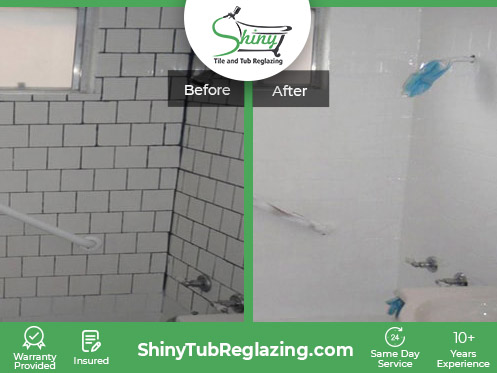 Shiny
Tile and Tub Reglazing
Before
After
Warranty
Provided
Insured
ShinyTubReglazing.com
24
Same Day
Service
10+
Years
Experience